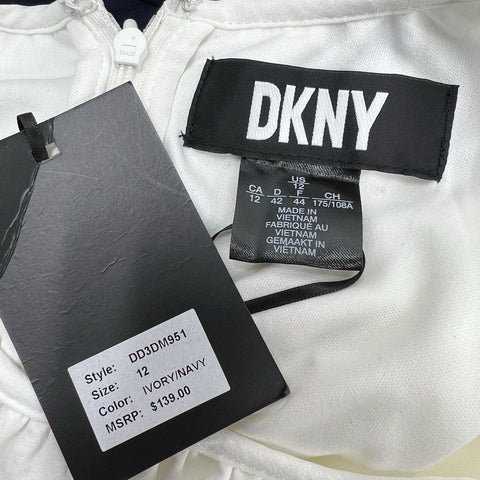 DKNY
US
12
CA D F CH
12 42 44 175/108A
MADE IN
VIETNAM
FABRIQUÉ AU
VIETNAM
GEMAAKT IN
VIETNAM
Style: DD3DM951
Size: 12
Color: IVORY/NAVY
MSRP: $139.00